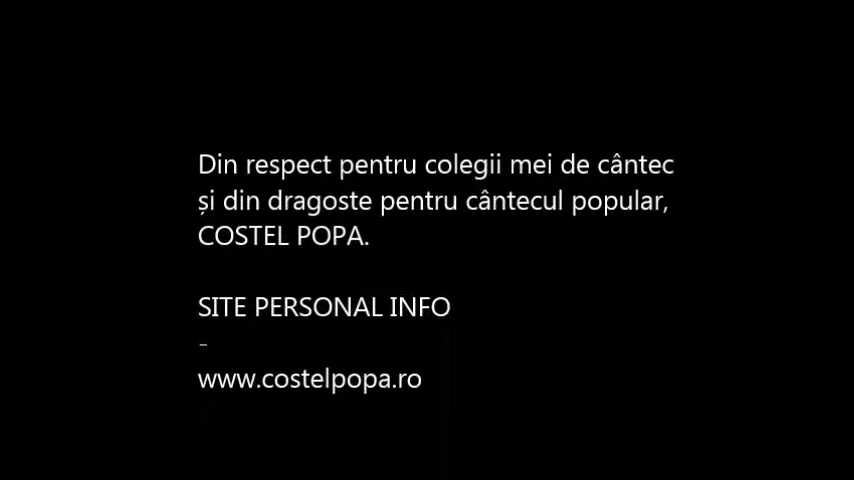 Din respect pentru colegii mei de cântec
și din dragoste pentru cântecul popular,
COSTEL POPA.
SITE PERSONAL INFO
-
www.costelpopa.ro